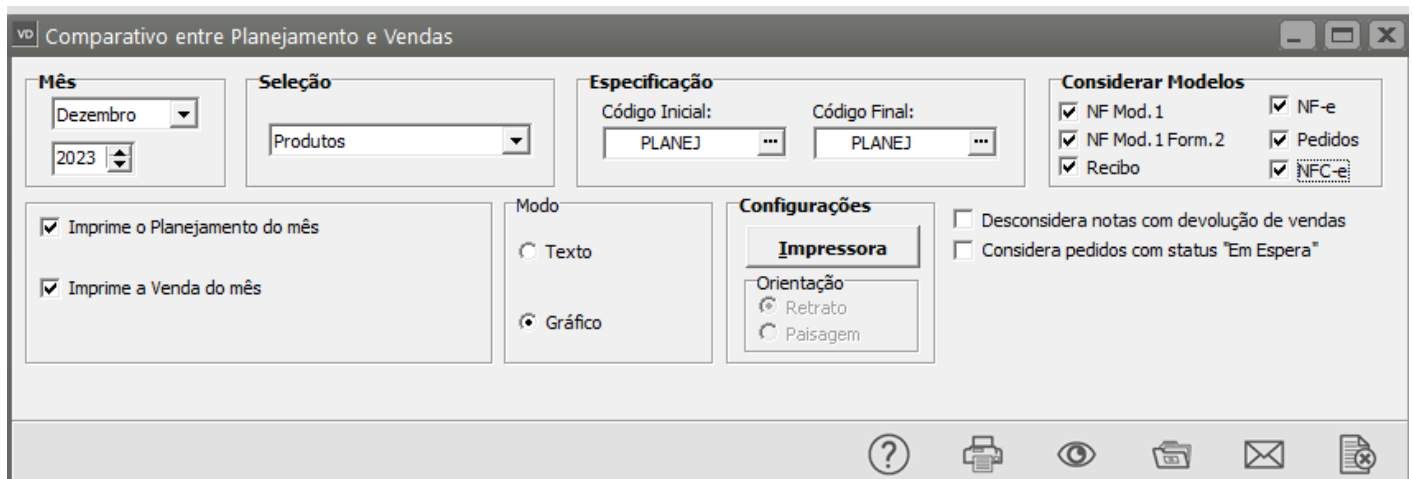 VD Comparativo entre Planejamento e Vendas
Mês
Dezembro
2023
Seleção
Produtos
Especificação
Código Inicial: Código Final:
PLANEJ ... PLANEJ ...
Considerar Modelos
NF Mod.1 NF-e
NF Mod.1 Form.2 Pedidos
Recibo NFC-e
Imprime o Planejamento do mês
Imprime a Venda do mês
Modo
Texto
Gráfico
Configurações
Impressora
Orientação
Retrato
Paisagem
Desconsidera notas com devolução de vendas
Considera pedidos com status "Em Espera"
?